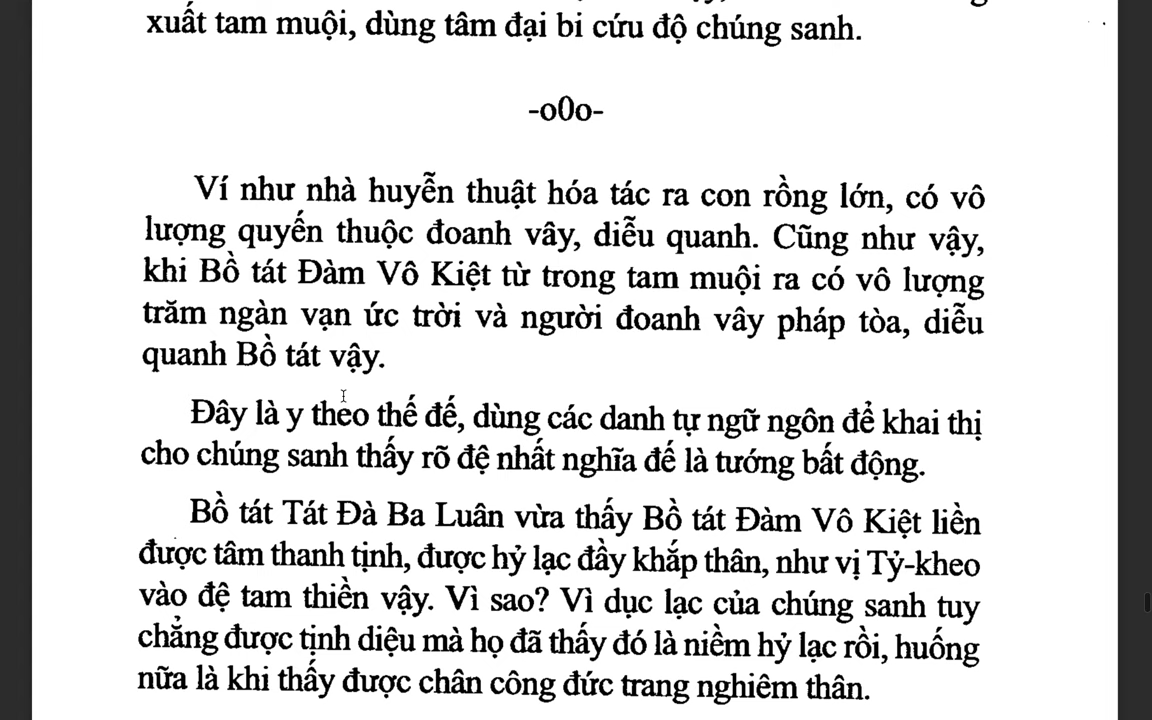 xuất tam muội, dùng tâm đại bi cứu độ chúng sanh.
-o0o-
Ví như nhà huyễn thuật hóa tác ra con rồng lớn, có vô
lượng quyến thuộc đoanh vây, diễu quanh. Cũng như vậy,
khi Bồ tát Đàm Vô Kiệt từ trong tam muội ra có vô lượng
trăm ngàn vạn ức trời và người đoanh vây pháp tòa, diễu
quanh Bồ tát vậy.
Đây là y theo thế đế, dùng các danh tự ngữ ngôn để khai thị
cho chúng sanh thấy rõ đệ nhất nghĩa đế là tướng bất động.
Bồ tát Tát Đà Ba Luân vừa thấy Bồ tát Đàm Vô Kiệt liền
được tâm thanh tịnh, được hỷ lạc đầy khắp thân, như vị Tỷ-kheo
vào đệ tam thiền vậy. Vì sao? Vì dục lạc của chúng sanh tuy
chẳng được tịnh diệu mà họ đã thấy đó là niềm hỷ lạc rồi, huống
nữa là khi thấy được chân công đức trang nghiêm thân.